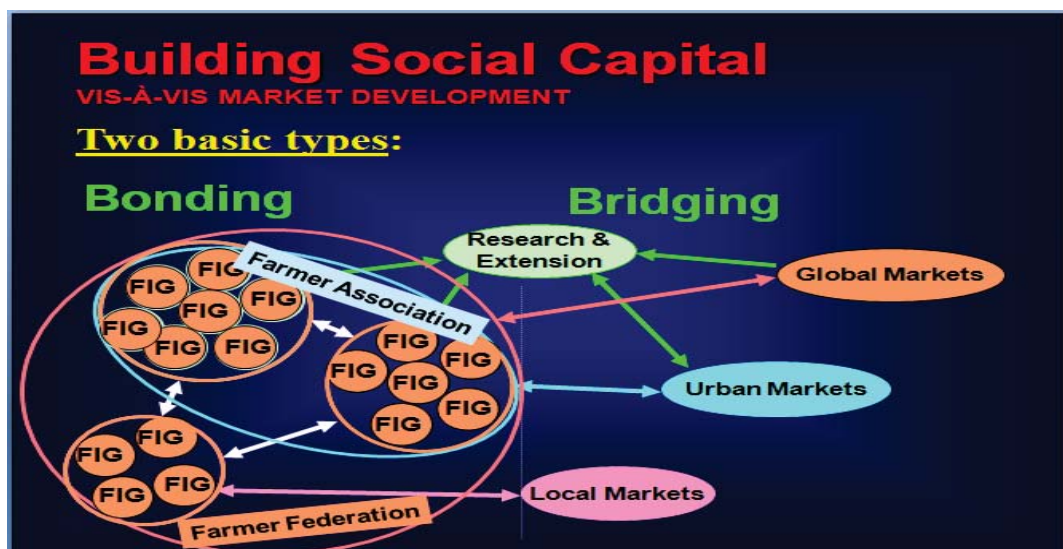 Building Social Capital
VIS-À-VIS MARKET DEVELOPMENT
Two basic types:
Bonding
Bridging
FIG
FIG
FIG
FIG
FIG
FIG
FIG
Farmer Association
Research &
Extension
Global Markets
FIG
FIG
FIG
FIG
FIG
FIG
Urban Markets
FIG
FIG
FIG
FIG
Local Markets
Farmer Federation